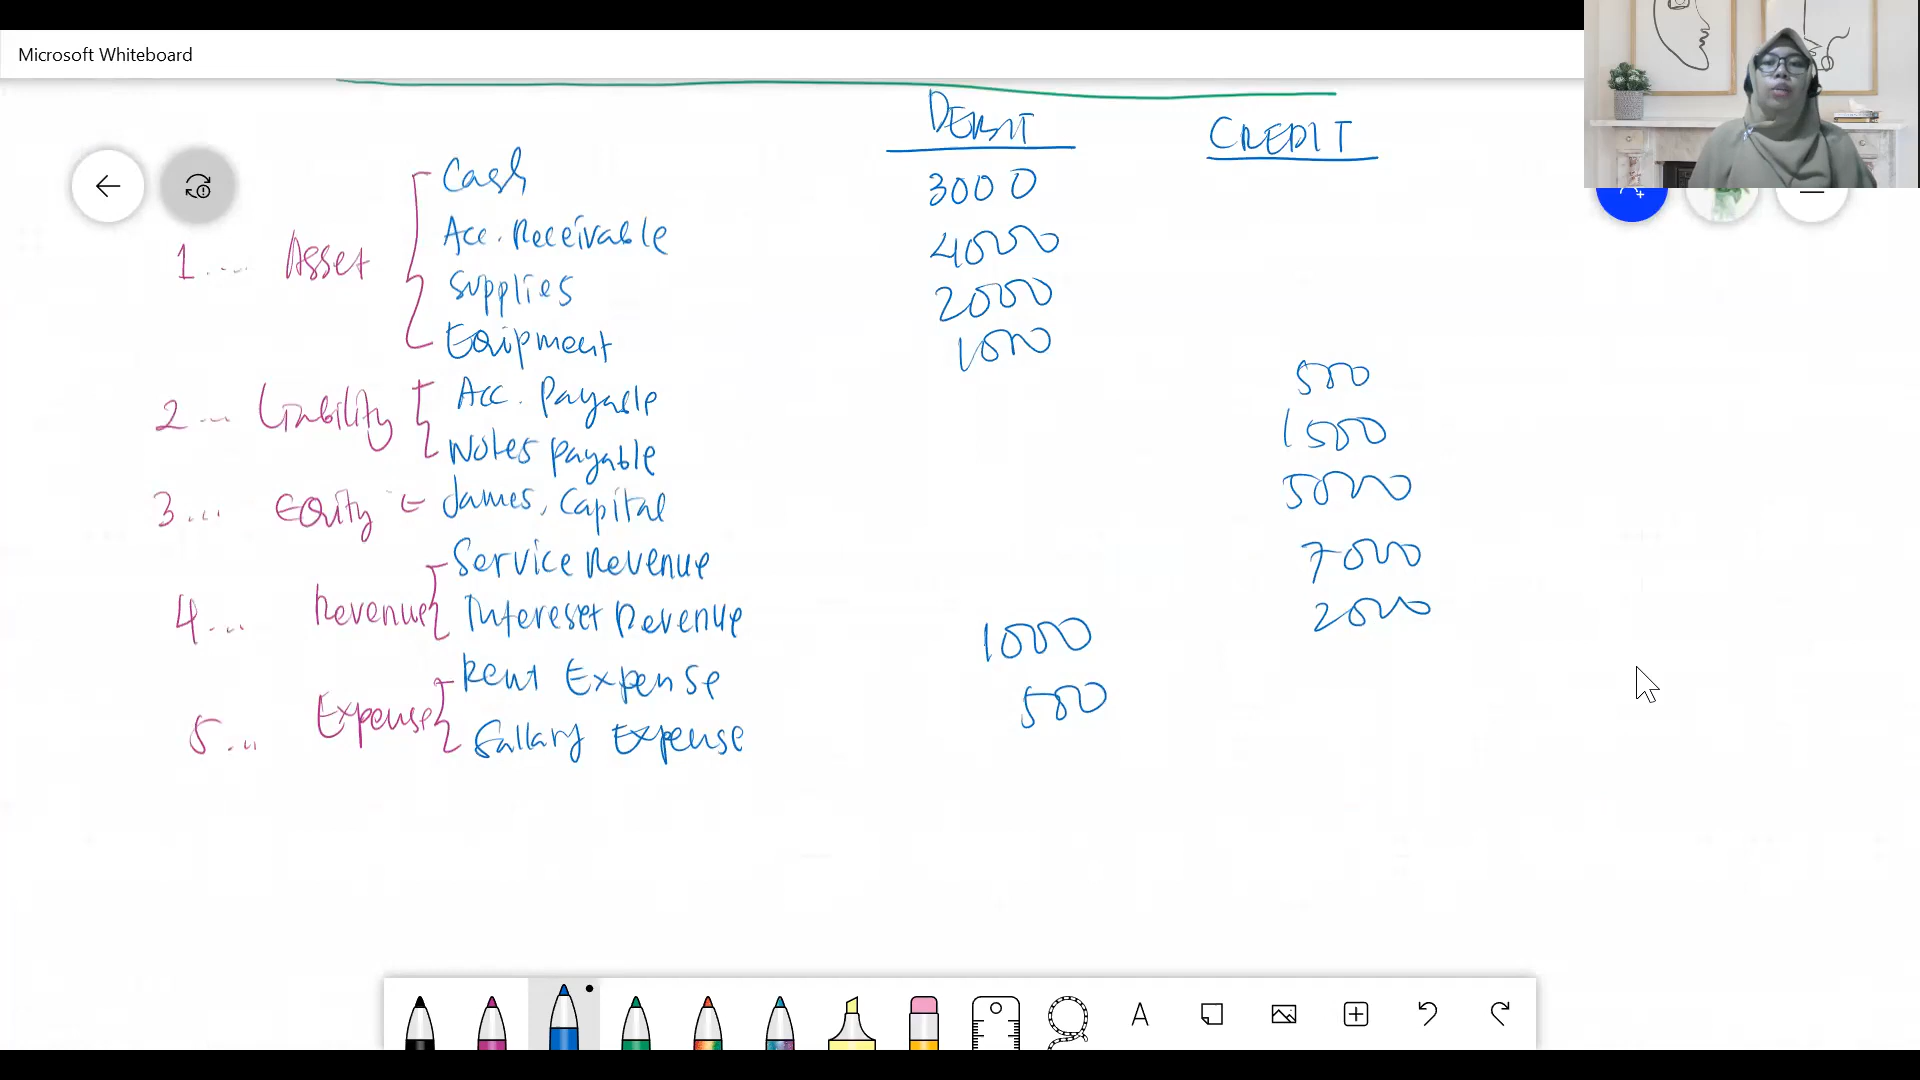 Microsoft Whiteboard
DEBIT CREDIT
Cash 3000
1.... Asset Acc. Receivable 4000
Supplies 2000
Equipment 1000
2... Liability Acc. Payable 500
Notes payable 1500
3... Equity James, Capital 5000
Service Revenue 7000
4... Revenue Intereset Revenue 2000
Rent Expense 1000
5... Expense Sallary Expense 500
A